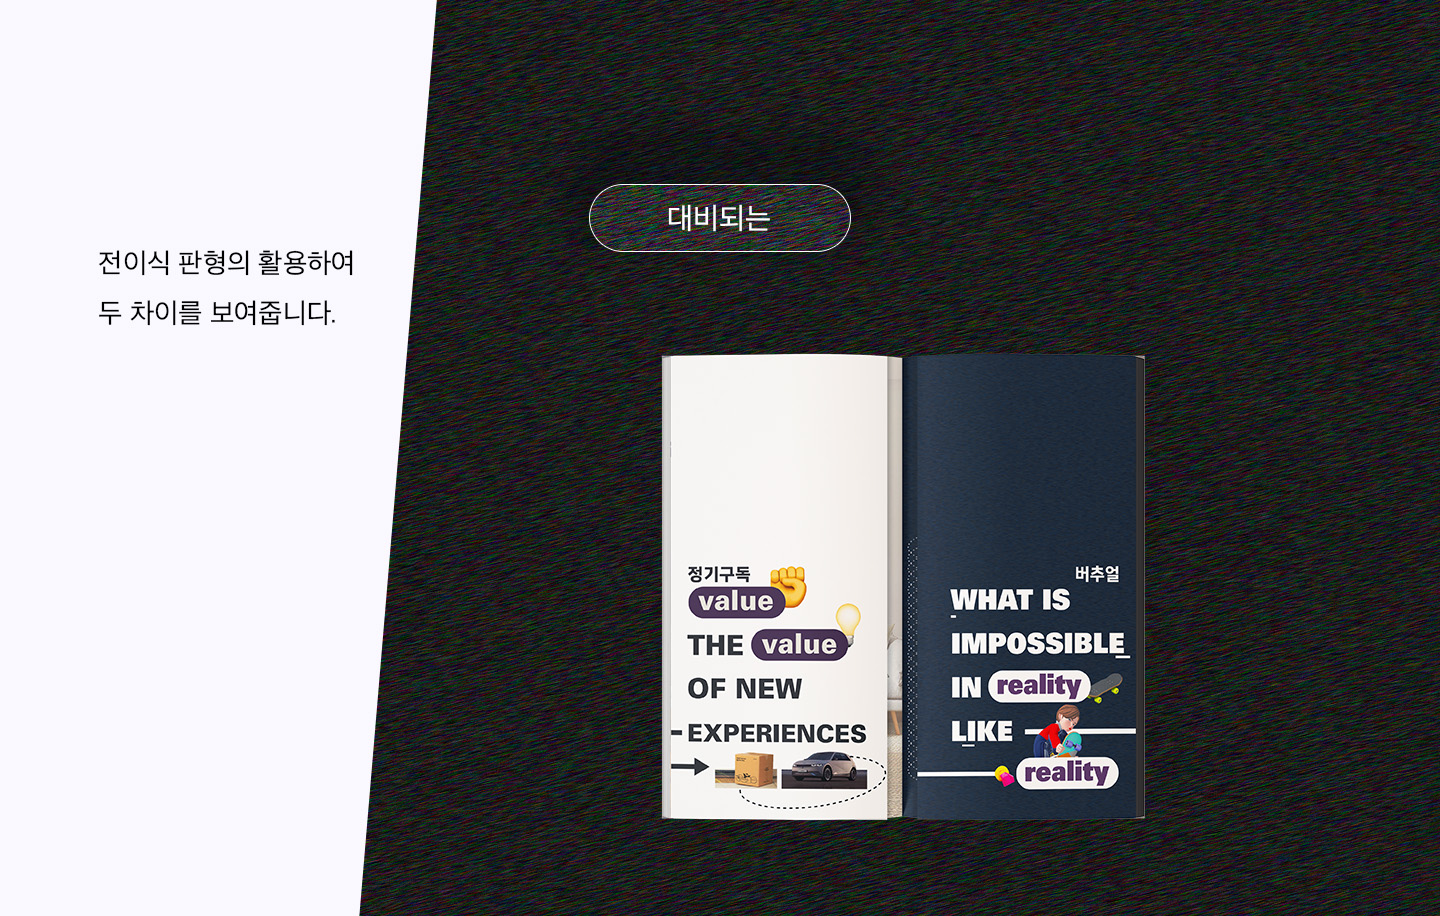 전이식 판형의 활용하여
두 차이를 보여줍니다.
대비되는
정기구독
value
THE value
OF NEW
EXPERIENCES
버추얼
WHAT IS
IMPOSSIBLE
IN reality
LIKE
reality